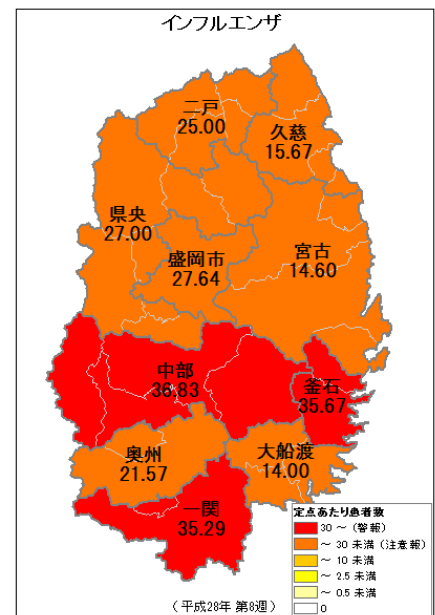 インフルエンザ
二戸
25.00
久慈
15.67
県央
27.00
盛岡市
27.64
宮古
14.60
中部
36.83
釜石
35.67
奥州
21.57
大船渡
14.00
一関
35.29
定点あたり患者数
30 ～ (警報)
～ 30 未満 (注意報)
～ 10 未満
～ 2.5 未満
～ 0.5 未満
0
(平成28年 第8週)